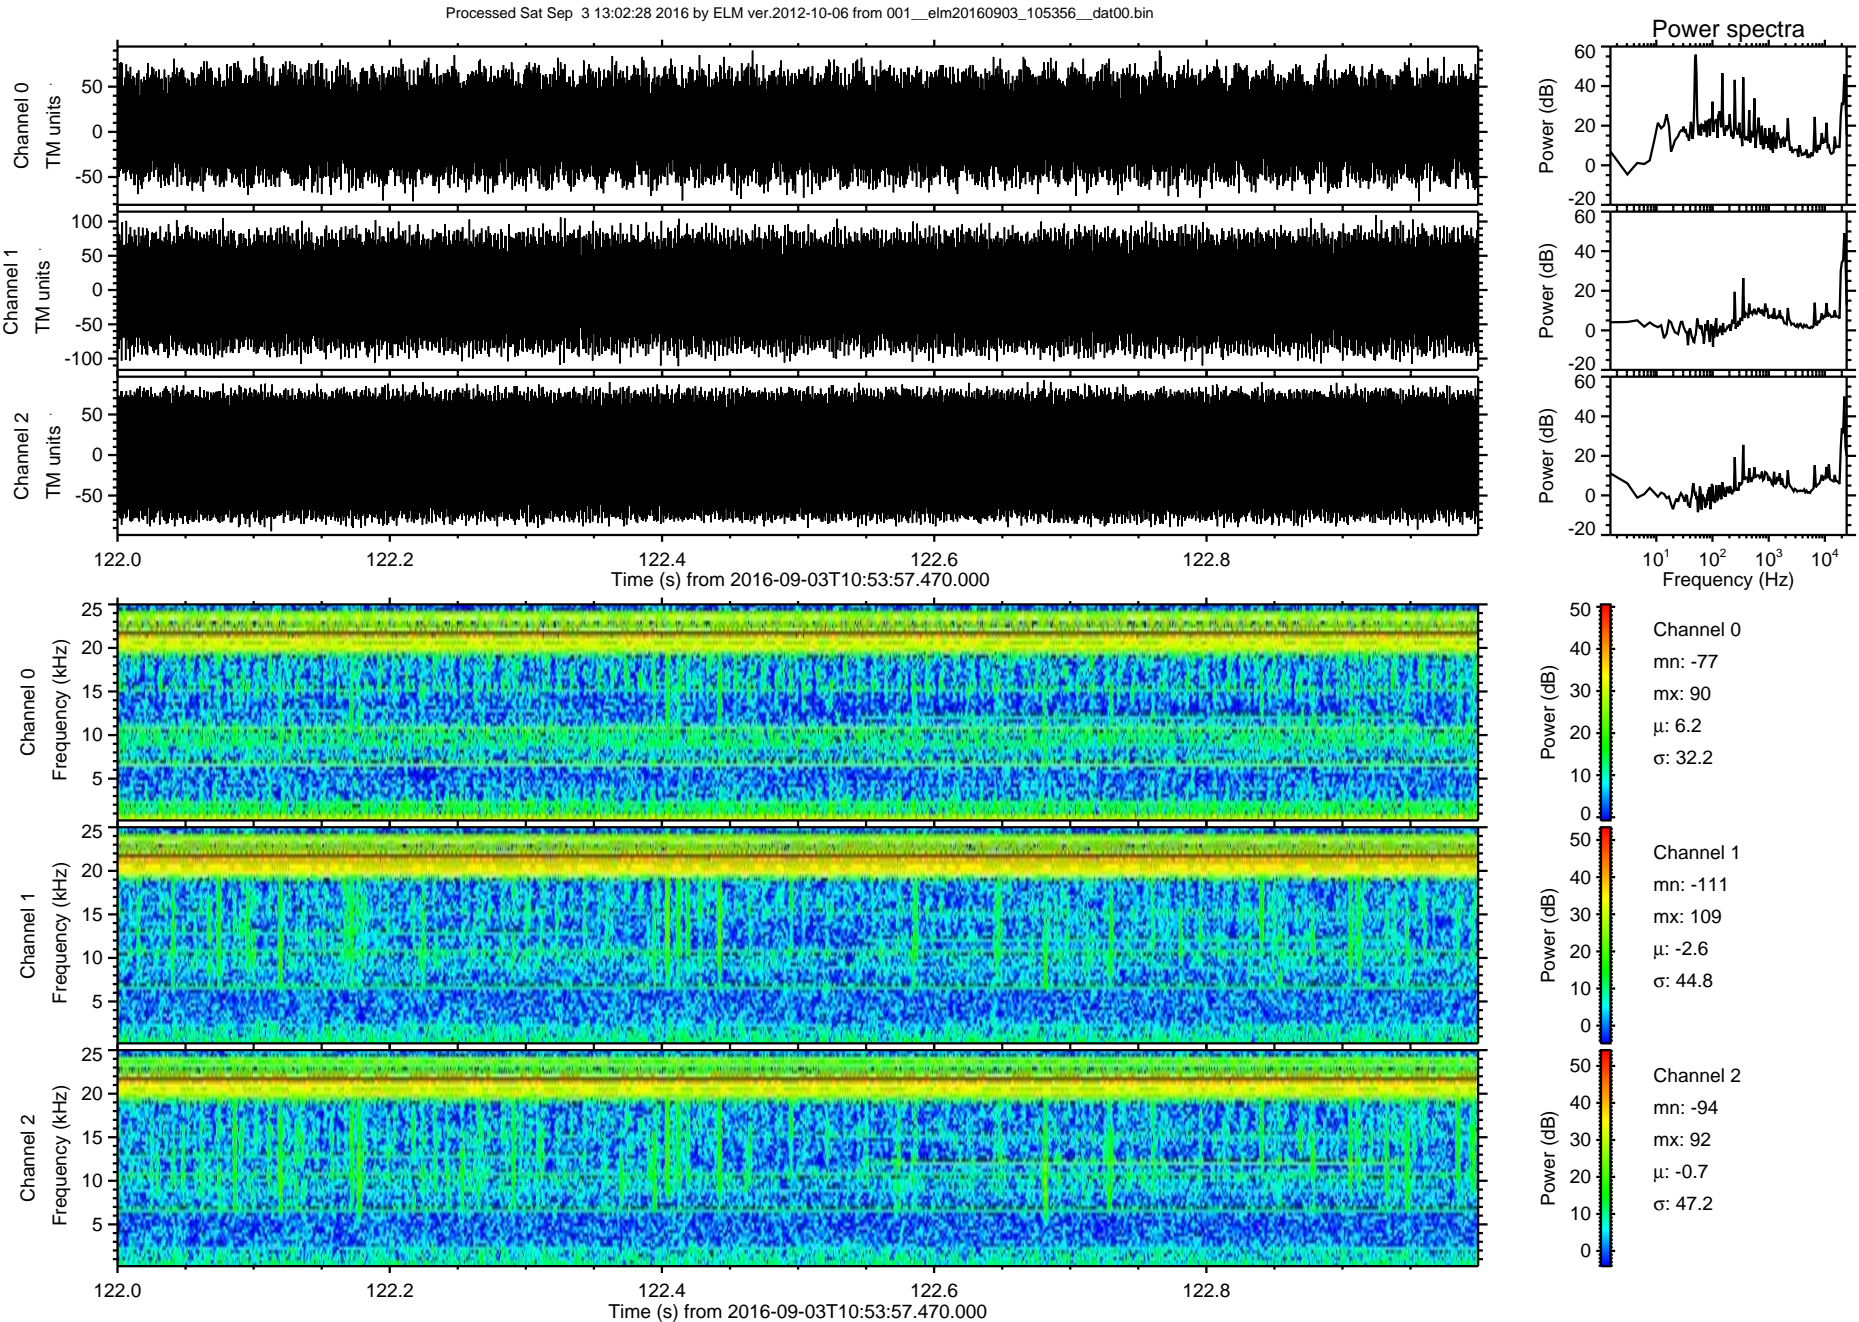 Processed Sat Sep 3 13:02:28 2016 by ELM ver.2012-10-06 from 001__elm20160903_105356__dat00.bin
Power spectra
Channel 0
TM units
50
0
-50
Power (dB)
60
40
20
0
-20
Channel 1
TM units
100
50
0
-50
-100
Power (dB)
60
40
20
0
-20
Channel 2
TM units
50
0
-50
Power (dB)
60
40
20
0
-20
122.0 122.2 122.4 122.6 122.8
Time (s) from 2016-09-03T10:53:57.470.000
10¹ 10² 10³ 10⁴
Frequency (Hz)
Channel 0
Frequency (kHz)
25
20
15
10
5
Power (dB)
50
40
30
20
10
0
Channel 0
mn: -77
mx: 90
μ: 6.2
σ: 32.2
Channel 1
Frequency (kHz)
25
20
15
10
5
Power (dB)
50
40
30
20
10
0
Channel 1
mn: -111
mx: 109
μ: -2.6
σ: 44.8
Channel 2
Frequency (kHz)
25
20
15
10
5
Power (dB)
50
40
30
20
10
0
Channel 2
mn: -94
mx: 92
μ: -0.7
σ: 47.2
122.0 122.2 122.4 122.6 122.8
Time (s) from 2016-09-03T10:53:57.470.000